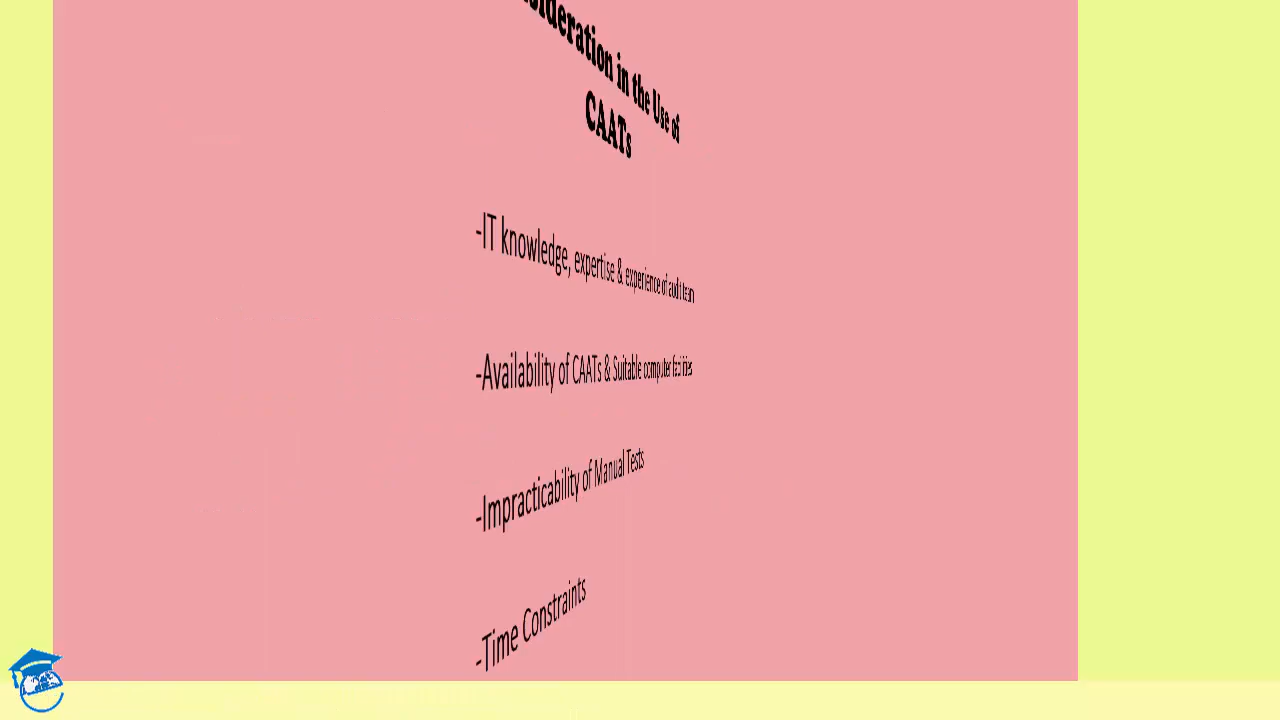 in the Use of
CAATs
-IT knowledge, expertise & experience of audit team
-Availability of CAATs & Suitable computer facilities
-Impracticability of Manual Tests
-Time Constraints